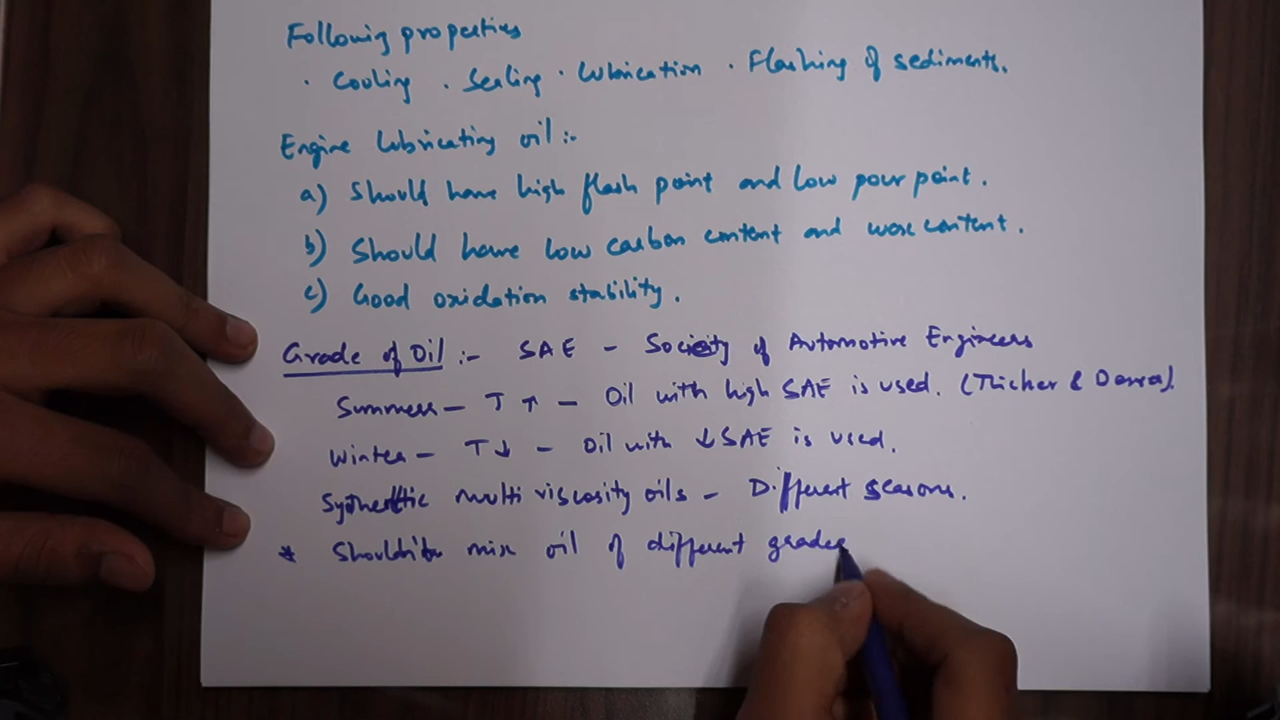 Following properties
· Cooling · Sealing · Lubrication · Flashing of sediments.
Engine lubricating oil :-
a) Should have high flash point and low pour point.
b) Should have low carbon content and wax content.
c) Good oxidation stability.
Grade of Oil :- SAE - Society of Automotive Engineers
Summer - T ↑ - Oil with high SAE is used. (Thicker &
Winter - T↓ - Oil with ↓SAE is used.
multi viscosity oils - Different seasons.
* Shouldn't mix oil of different grades